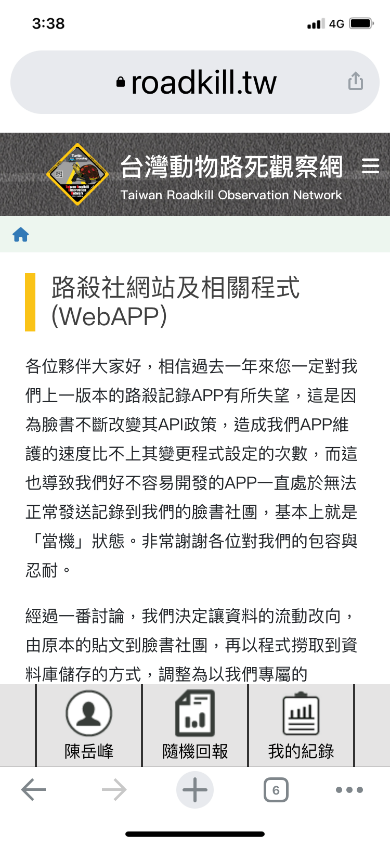 3:38
4G
roadkill.tw
台灣動物路死觀察網
Taiwan Roadkill Observation Network
路殺社網站及相關程式
(WebAPP)
各位夥伴大家好，相信過去一年來您一定對我
們上一版本的路殺記錄APP有所失望，這是因
為臉書不斷改變其API政策，造成我們APP維
護的速度比不上其變更程式設定的次數，而這
也導致我們好不容易開發的APP一直處於無法
正常發送記錄到我們的臉書社團，基本上就是
「當機」狀態。非常謝謝各位對我們的包容與
忍耐。
經過一番討論，我們決定讓資料的流動改向，
由原本的貼文到臉書社團，再以程式撈取到資
料庫儲存的方式，調整為以我們專屬的
陳岳峰
隨機回報
我的紀錄
6